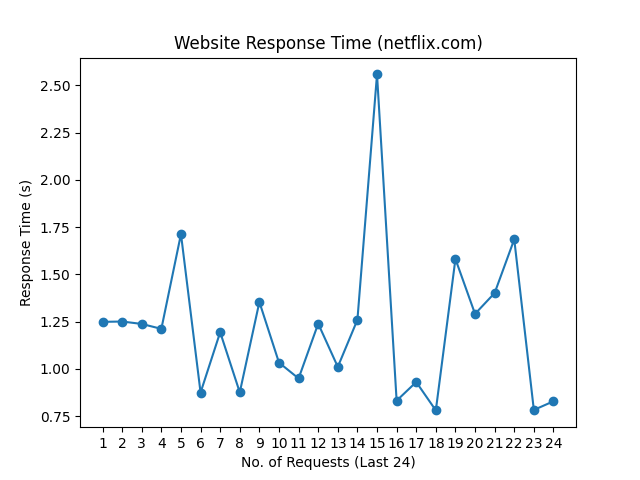 Website Response Time (netflix.com)
Response Time (s)
2.50
2.25
2.00
1.75
1.50
1.25
1.00
0.75
1 2 3 4 5 6 7 8 9 10 11 12 13 14 15 16 17 18 19 20 21 22 23 24
No. of Requests (Last 24)